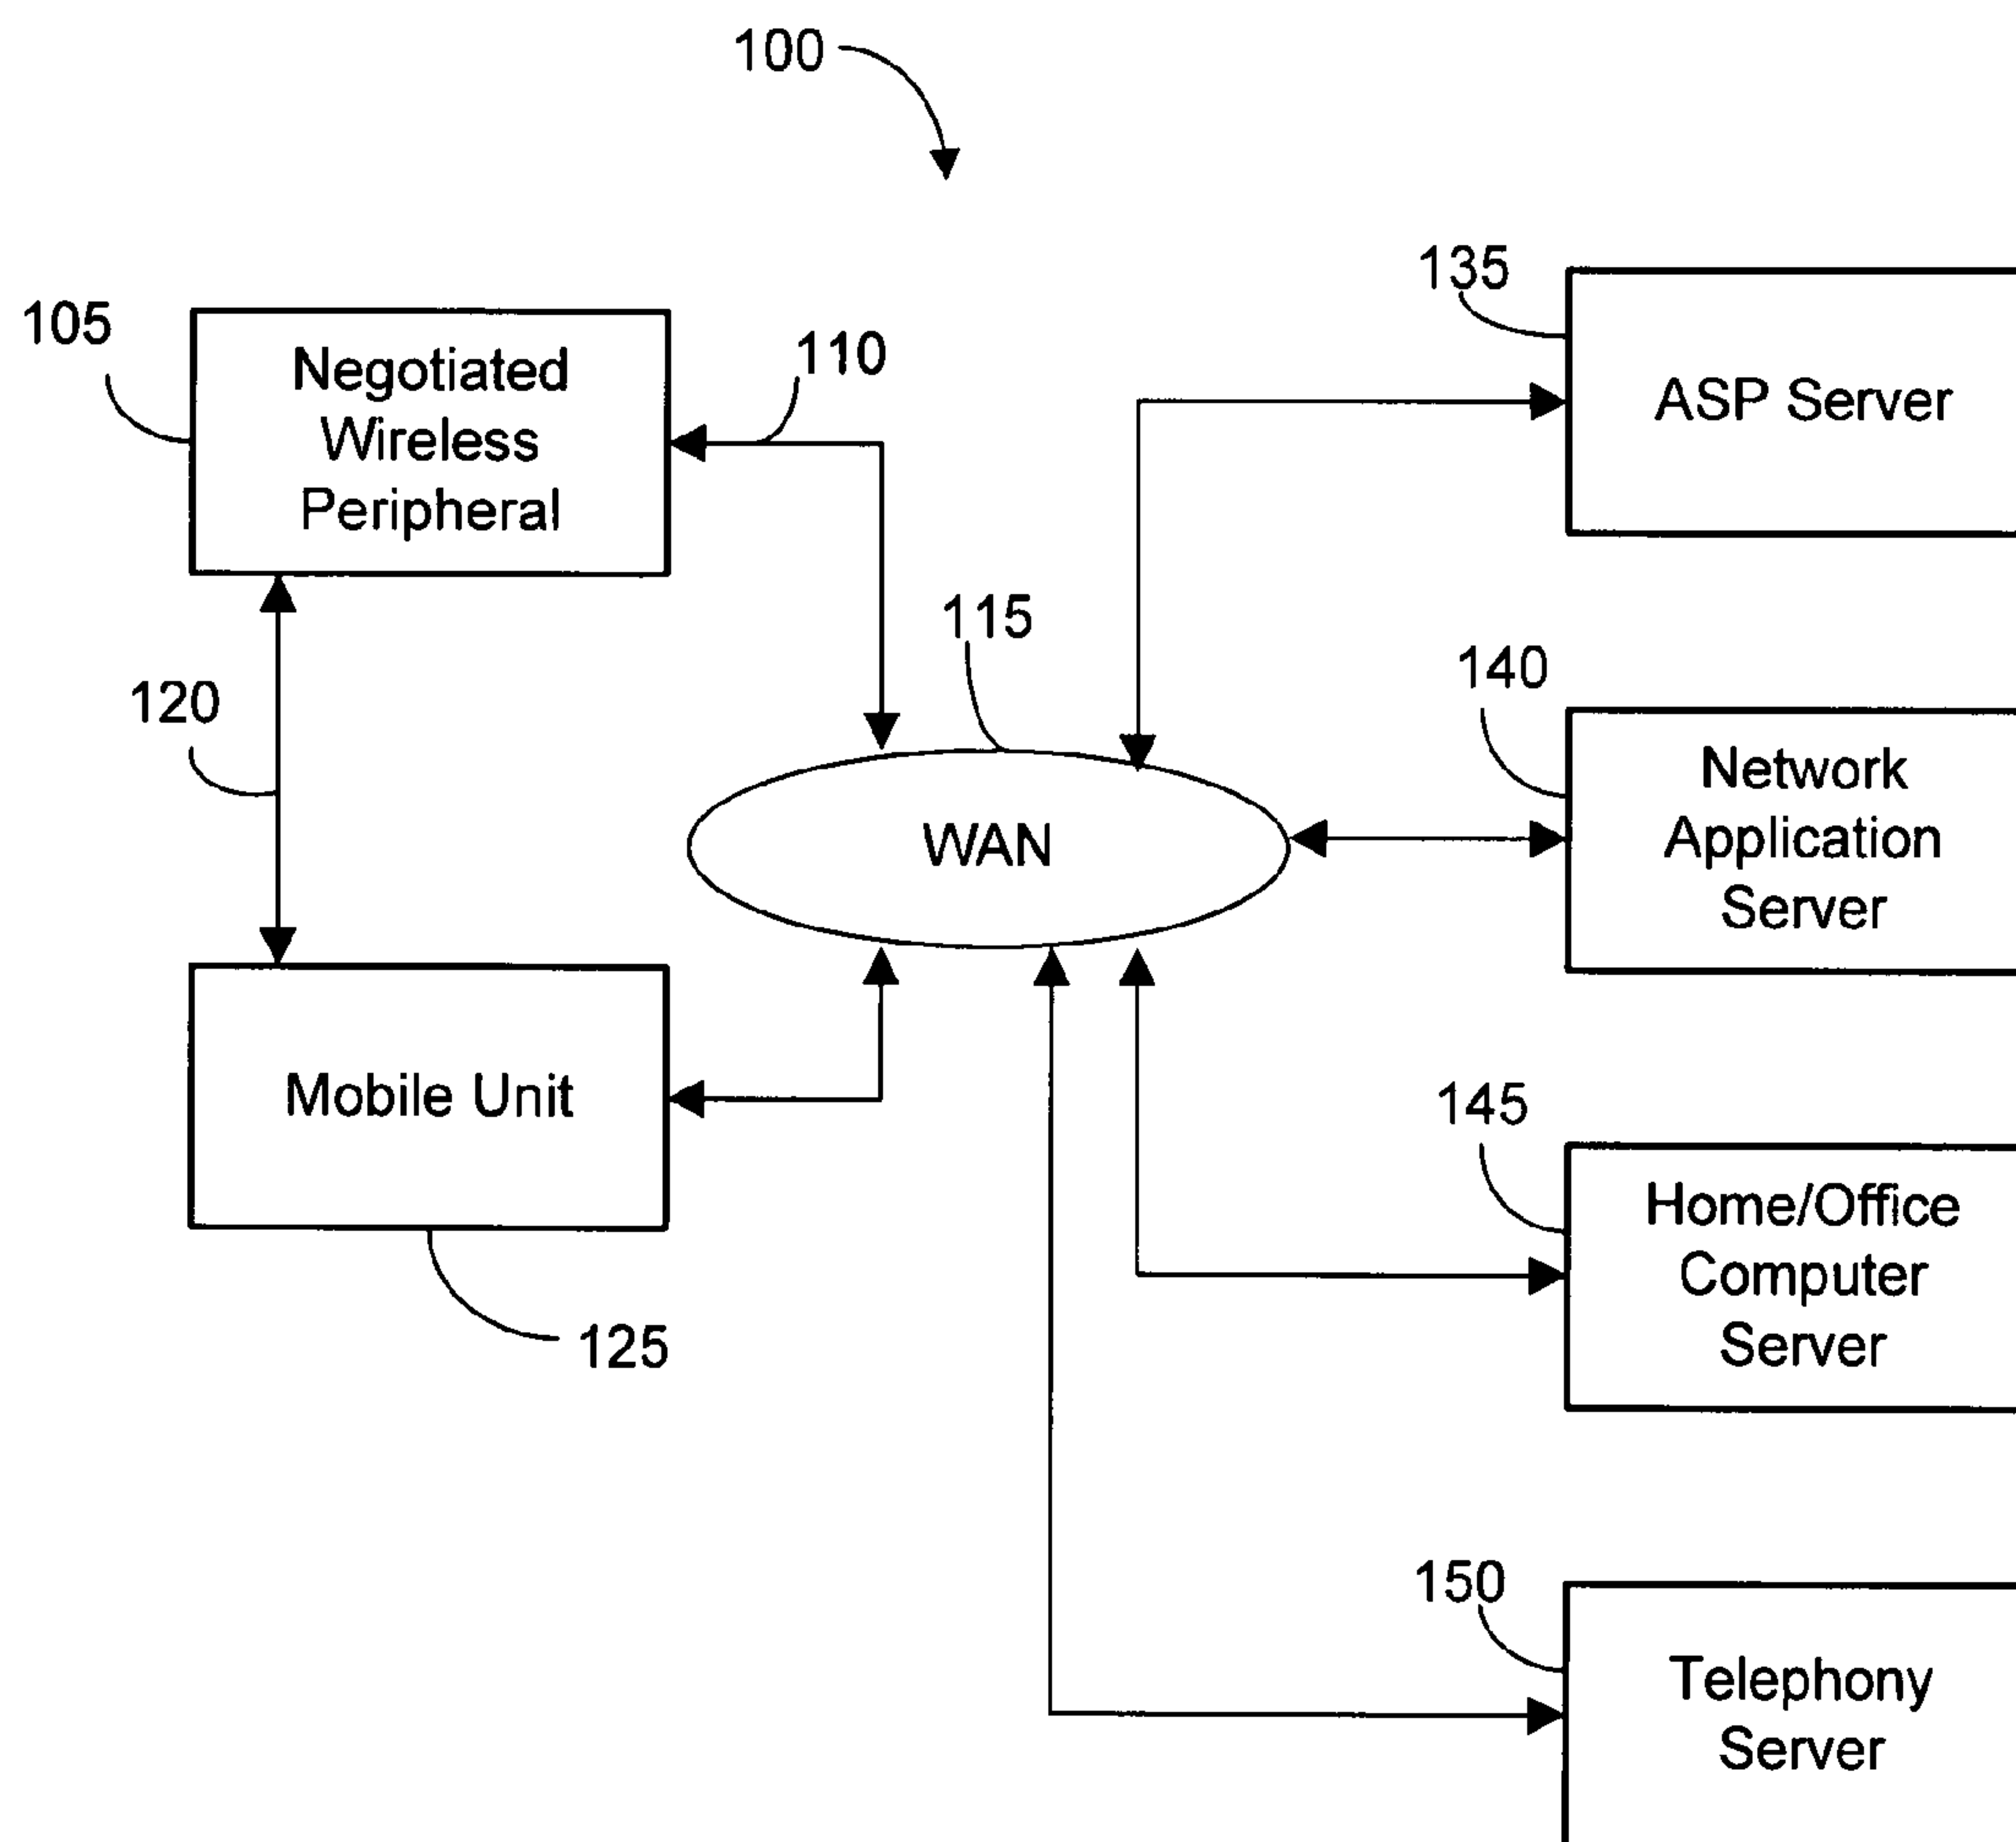 100
135
105
Negotiated
Wireless
Peripheral
110
ASP Server
115
120
140
Network
Application
Server
WAN
Mobile Unit
145
Home/Office
Computer
Server
125
150
Telephony
Server